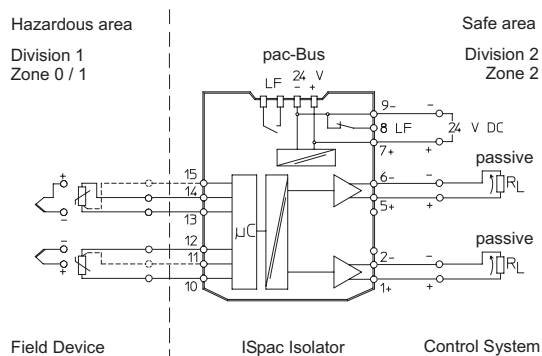 Hazardous area
Safe area
Division 1
Zone 0 / 1
pac-Bus
Division 2
Zone 2
LF 24 V
- +
9- -
8 LF 24 V DC
7+ +
passive
15
14
13
6- -
RL
5+ +
µC
12
11
10
passive
2- -
RL
1+ +
+
-
-
+
Field Device
ISpac Isolator
Control System